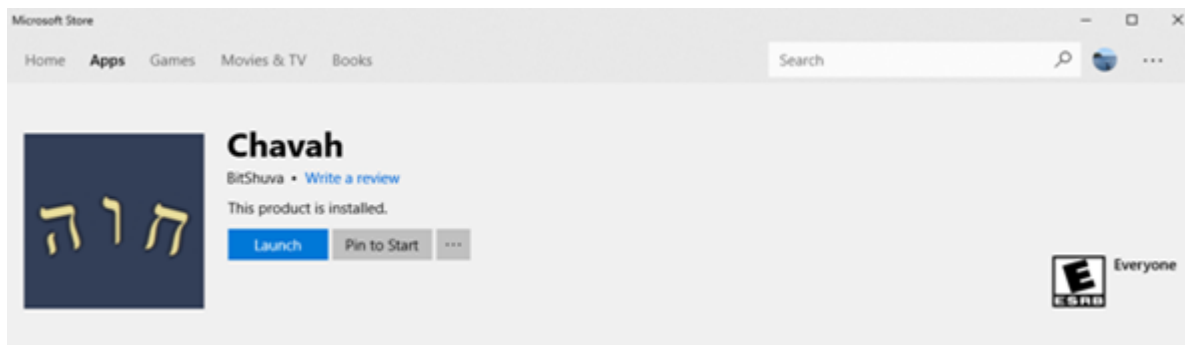 Microsoft Store
Home Apps Games Movies & TV Books Search
חוה
Chavah
BitShuva • Write a review
This product is installed.
Launch Pin to Start ...
E
ESRB
Everyone